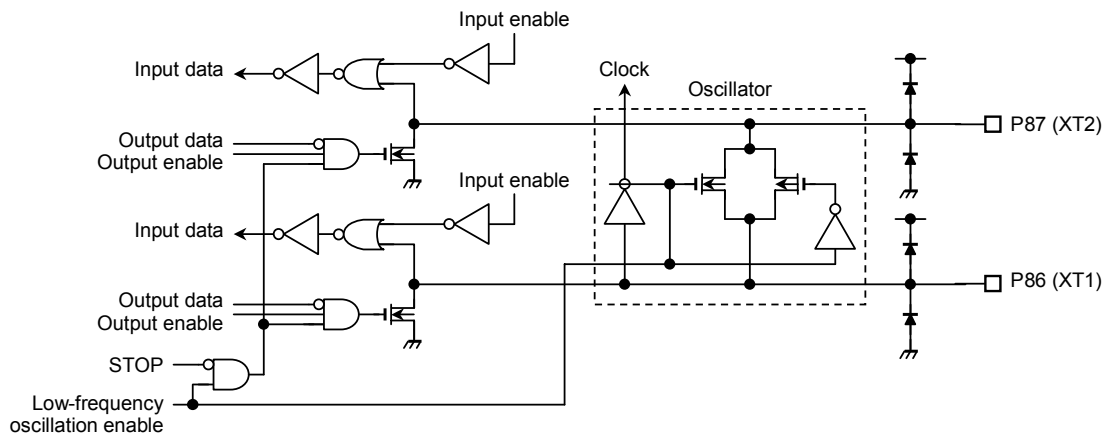 Input enable
Input data
Clock
Oscillator
P87 (XT2)
Output data
Output enable
Input enable
Input data
P86 (XT1)
Output data
Output enable
STOP
Low-frequency
oscillation enable